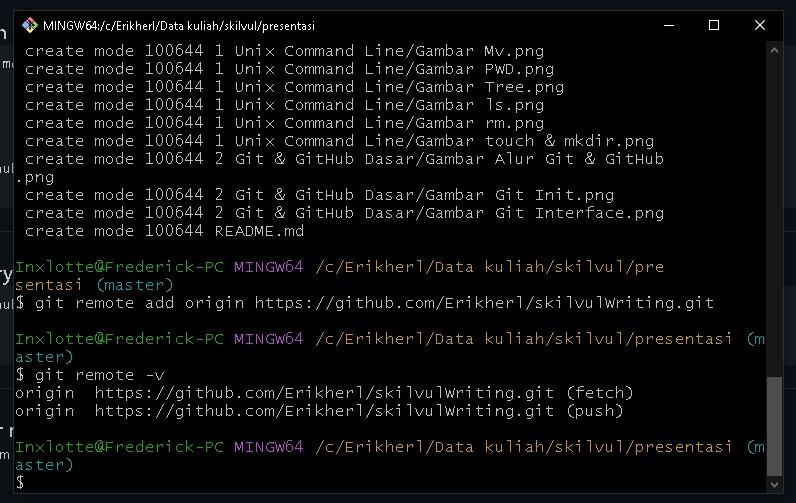 MINGW64:/c/Erikherl/Data kuliah/skilvul/presentasi
create mode 100644 1 Unix Command Line/Gambar Mv.png
create mode 100644 1 Unix Command Line/Gambar PWD.png
create mode 100644 1 Unix Command Line/Gambar Tree.png
create mode 100644 1 Unix Command Line/Gambar ls.png
create mode 100644 1 Unix Command Line/Gambar rm.png
create mode 100644 1 Unix Command Line/Gambar touch & mkdir.png
create mode 100644 2 Git & GitHub Dasar/Gambar Alur Git & GitHub
.png
create mode 100644 2 Git & GitHub Dasar/Gambar Git Init.png
create mode 100644 2 Git & GitHub Dasar/Gambar Git Interface.png
create mode 100644 README.md
Inxlotte@Frederick-PC MINGW64 /c/Erikherl/Data kuliah/skilvul/pre
sentasi (master)
$ git remote add origin https://github.com/Erikherl/skilvulWriting.git
Inxlotte@Frederick-PC MINGW64 /c/Erikherl/Data kuliah/skilvul/presentasi (m
aster)
$ git remote -v
origin  https://github.com/Erikherl/skilvulWriting.git (fetch)
origin  https://github.com/Erikherl/skilvulWriting.git (push)
Inxlotte@Frederick-PC MINGW64 /c/Erikherl/Data kuliah/skilvul/presentasi (m
aster)
$